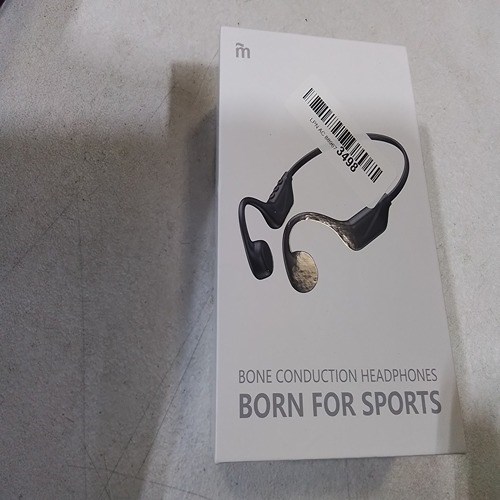 m
3498
BONE CONDUCTION HEADPHONES
BORN FOR SPORTS